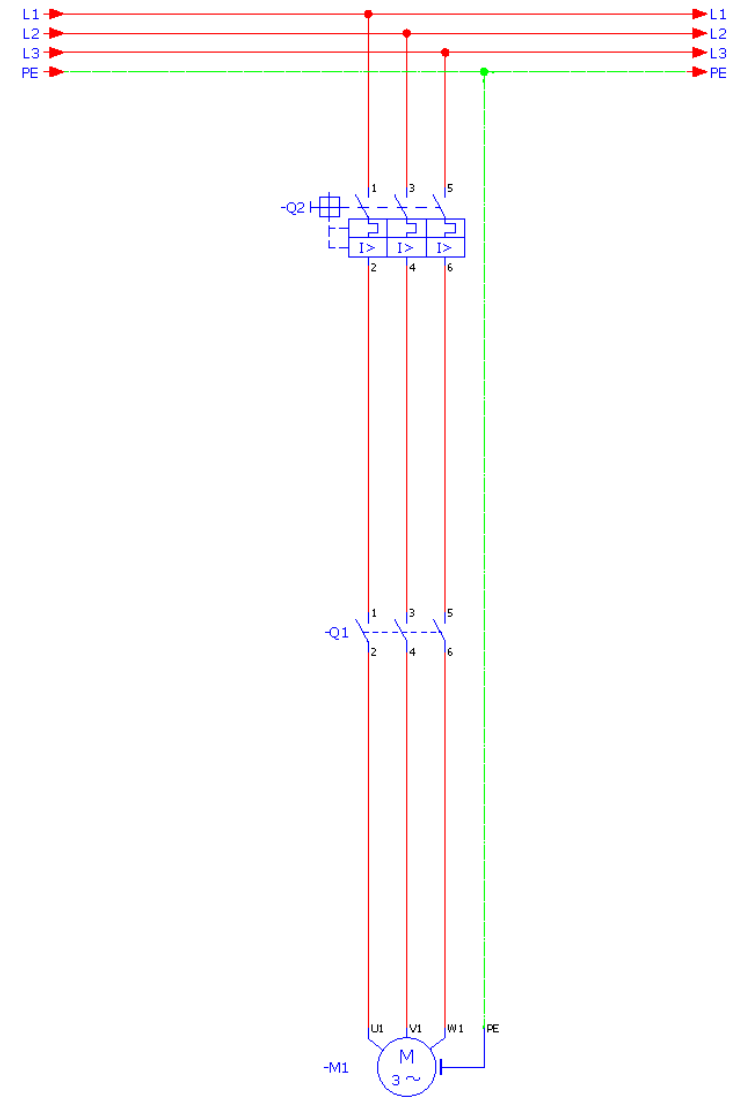 L1 L1
L2 L2
L3 L3
PE PE
1 3 5
-Q2
I> I> I>
2 4 6
1 3 5
-Q1
2 4 6
U1 V1 W1 PE
M
-M1
3 ~